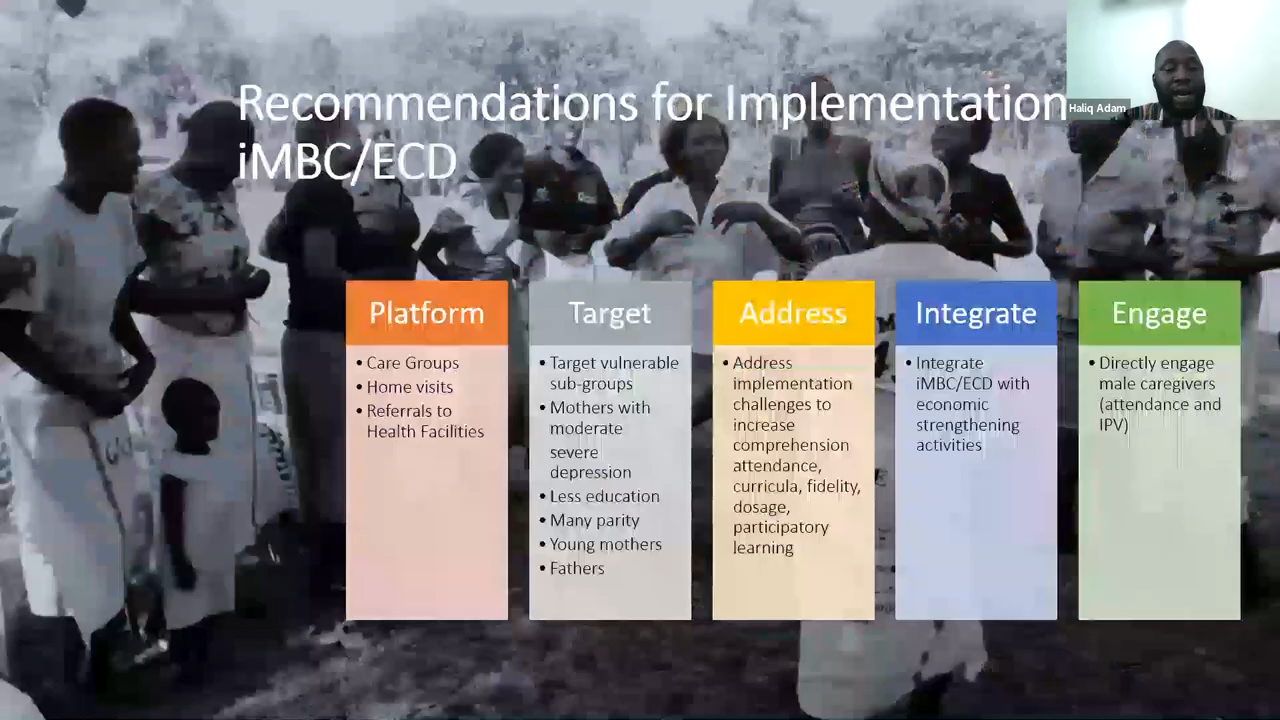 Recommendations for Implementation
iMBC/ECD
Haliq Adam
Platform
• Care Groups
• Home visits
• Referrals to
Health Facilities
Target
• Target vulnerable
sub-groups
• Mothers with
moderate
severe
depression
• Less education
• Many parity
• Young mothers
• Fathers
Address
• Address
implementation
challenges to
increase
comprehension
attendance,
curricula, fidelity,
dosage,
participatory
learning
Integrate
• Integrate
iMBC/ECD with
economic
strengthening
activities
Engage
• Directly engage
male caregivers
(attendance and
IPV)